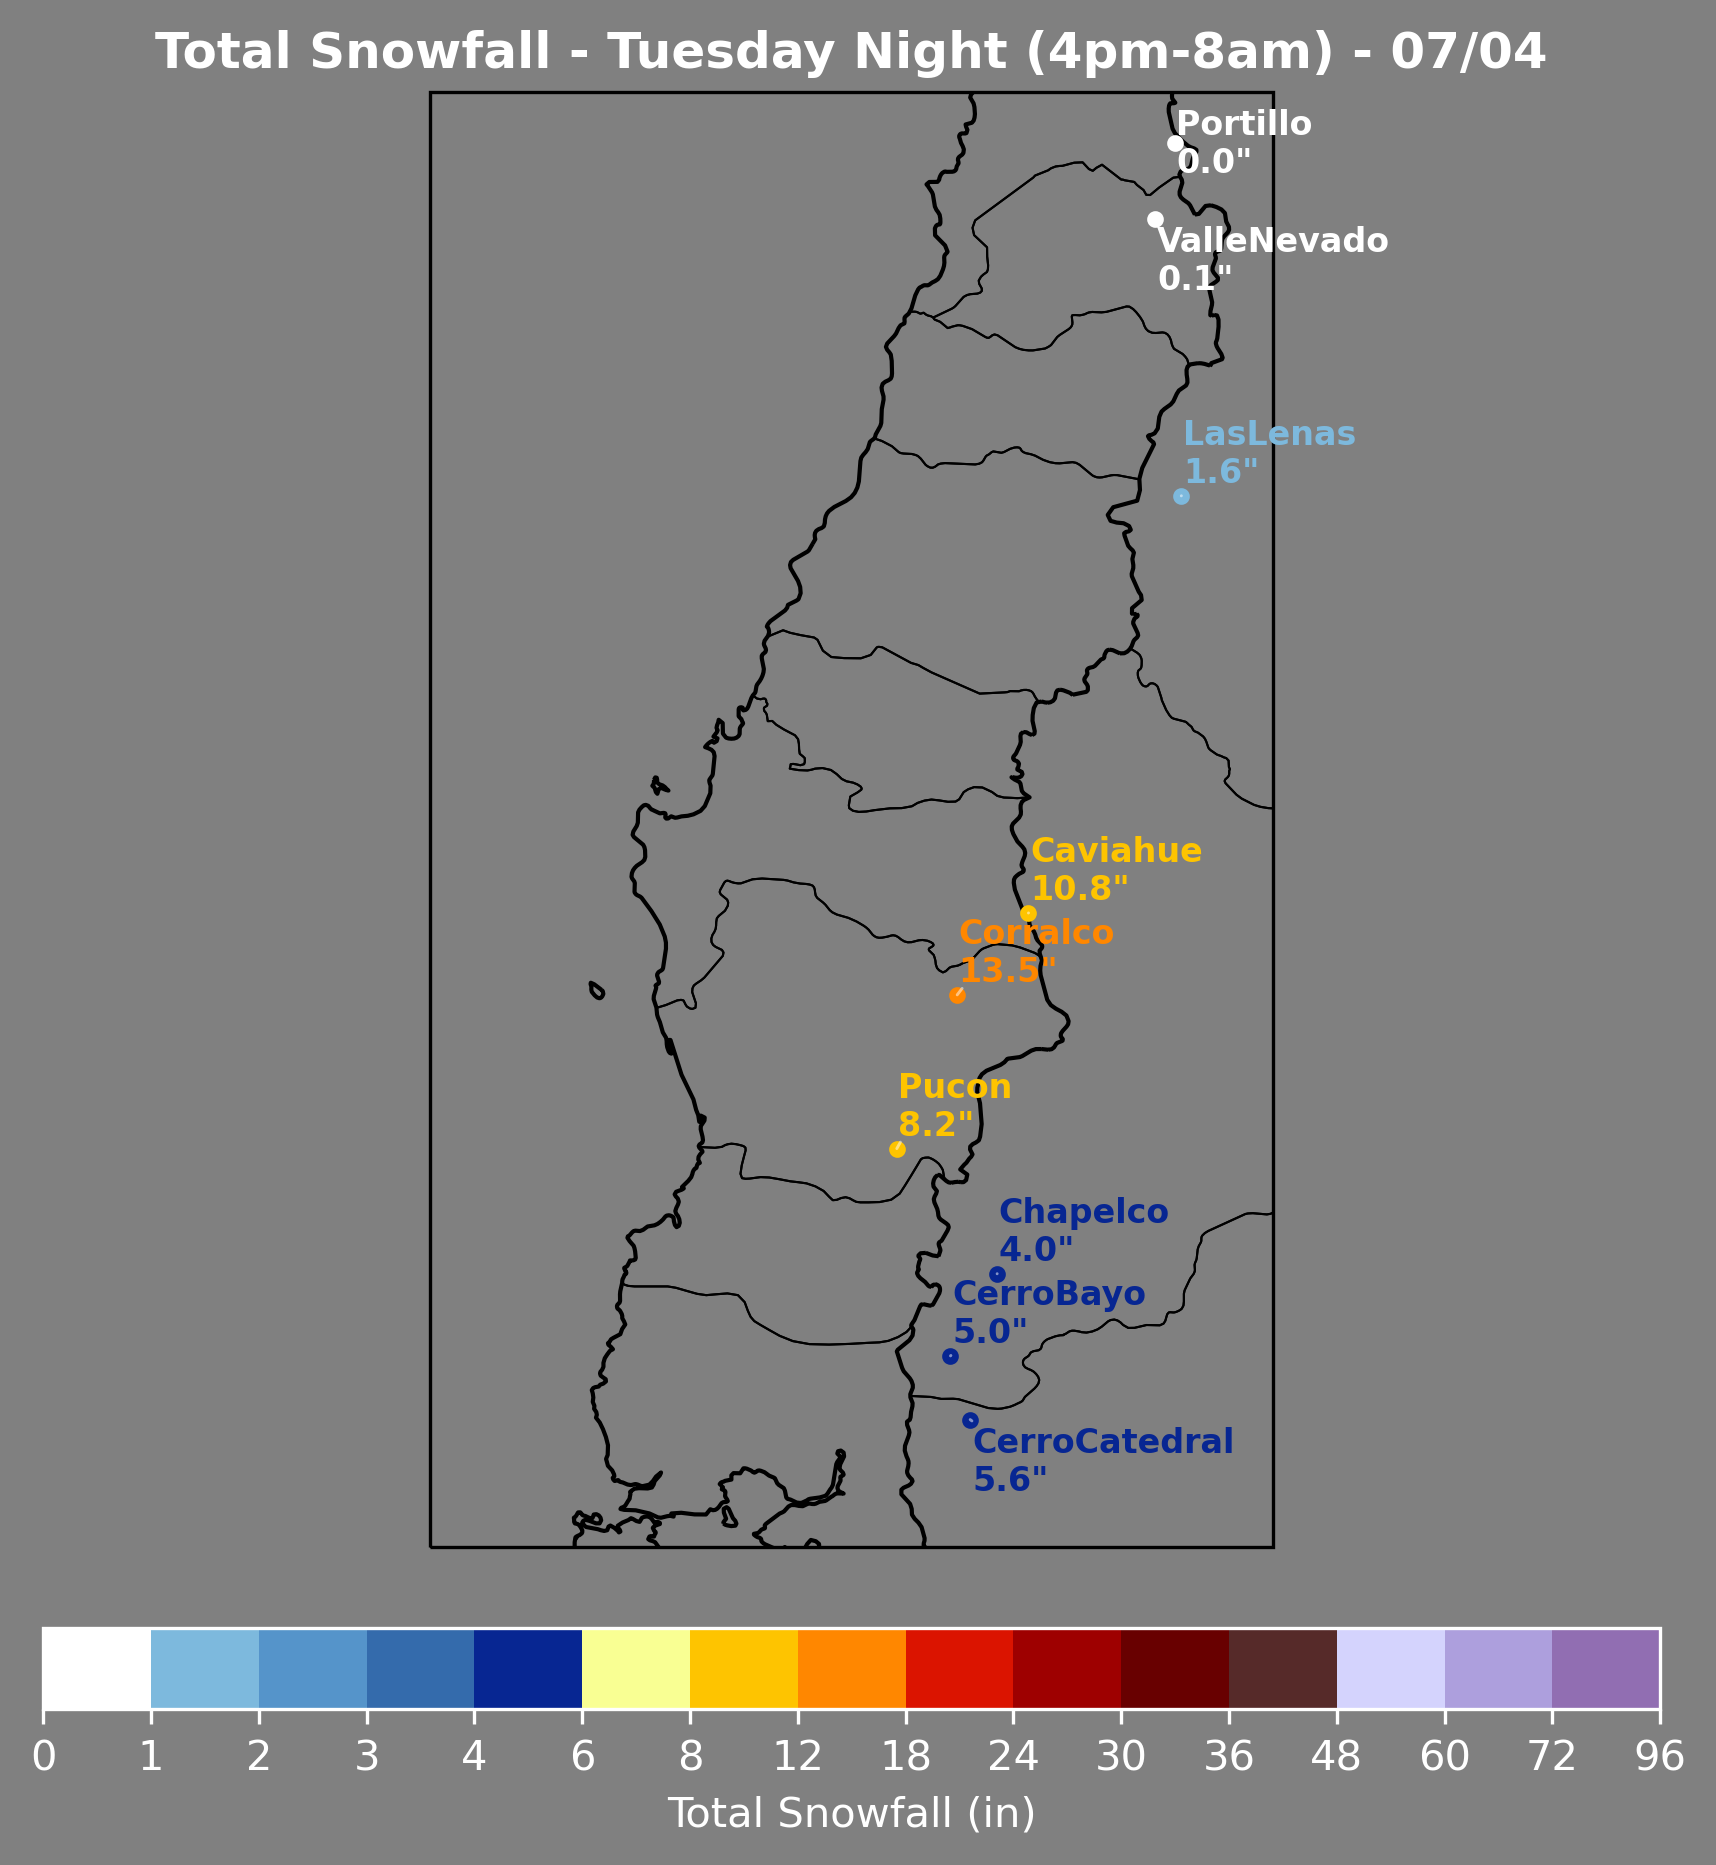 Total Snowfall - Tuesday Night (4pm-8am) - 07/04
Portillo
0.0"
ValleNevado
0.1"
LasLenas
1.6"
Caviahue
10.8"
Corralco
13.5"
Pucon
8.2"
Chapelco
4.0"
CerroBayo
5.0"
CerroCatedral
5.6"
0 1 2 3 4 6 8 12 18 24 30 36 48 60 72 96
Total Snowfall (in)